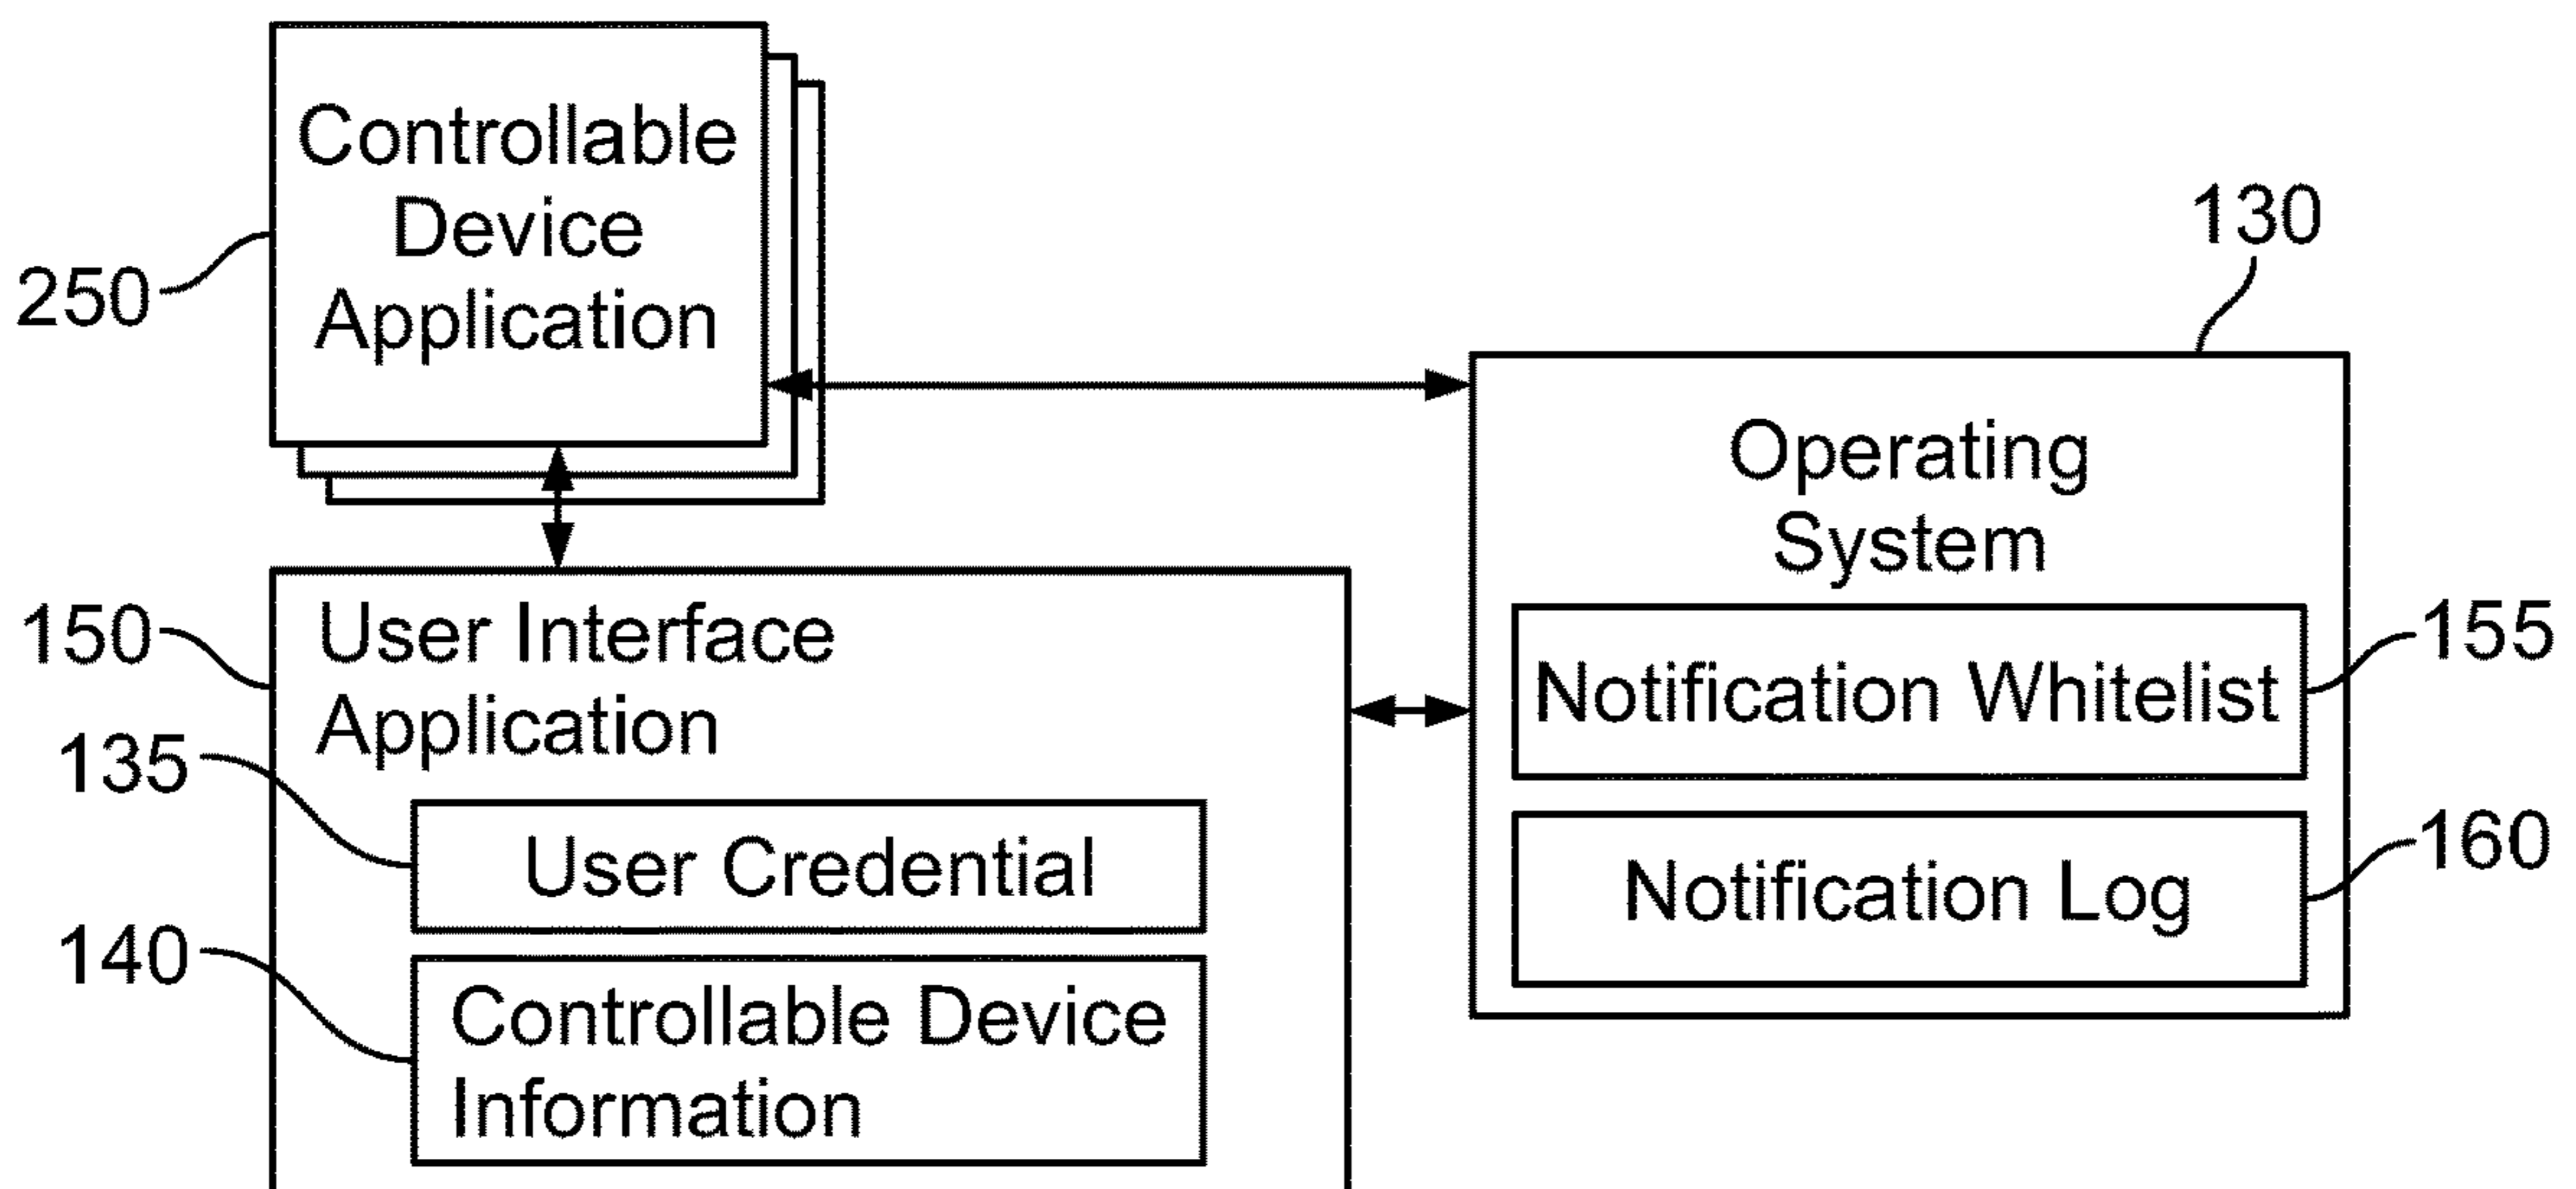 Controllable
Device
Application
250
130
Operating
System
150
User Interface
Application
155
Notification Whitelist
135
User Credential
160
Notification Log
140
Controllable Device
Information